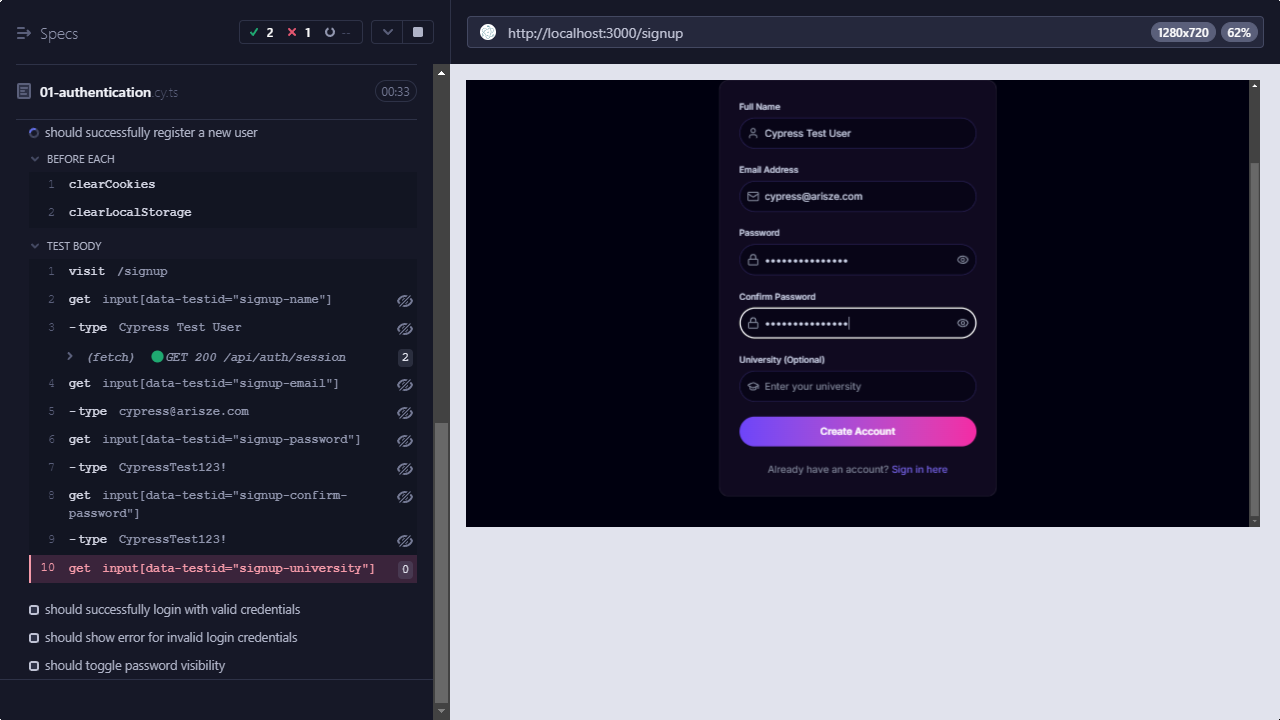 Specs
2
1
--
http://localhost:3000/signup
1280x720
62%
01-authentication.cy.ts
00:33
should successfully register a new user
BEFORE EACH
1 clearCookies
2 clearLocalStorage
TEST BODY
1 visit /signup
2 get input[data-testid="signup-name"]
3 -type Cypress Test User
(fetch) GET 200 /api/auth/session 2
4 get input[data-testid="signup-email"]
5 -type cypress@arisze.com
6 get input[data-testid="signup-password"]
7 -type CypressTest123!
8 get input[data-testid="signup-confirm-
password"]
9 -type CypressTest123!
10 get input[data-testid="signup-university"] 0
should successfully login with valid credentials
should show error for invalid login credentials
should toggle password visibility
Full Name
Cypress Test User
Email Address
cypress@arisze.com
Password
•••••••••••••••
Confirm Password
•••••••••••••••
University (Optional)
Enter your university
Create Account
Already have an account? Sign in here